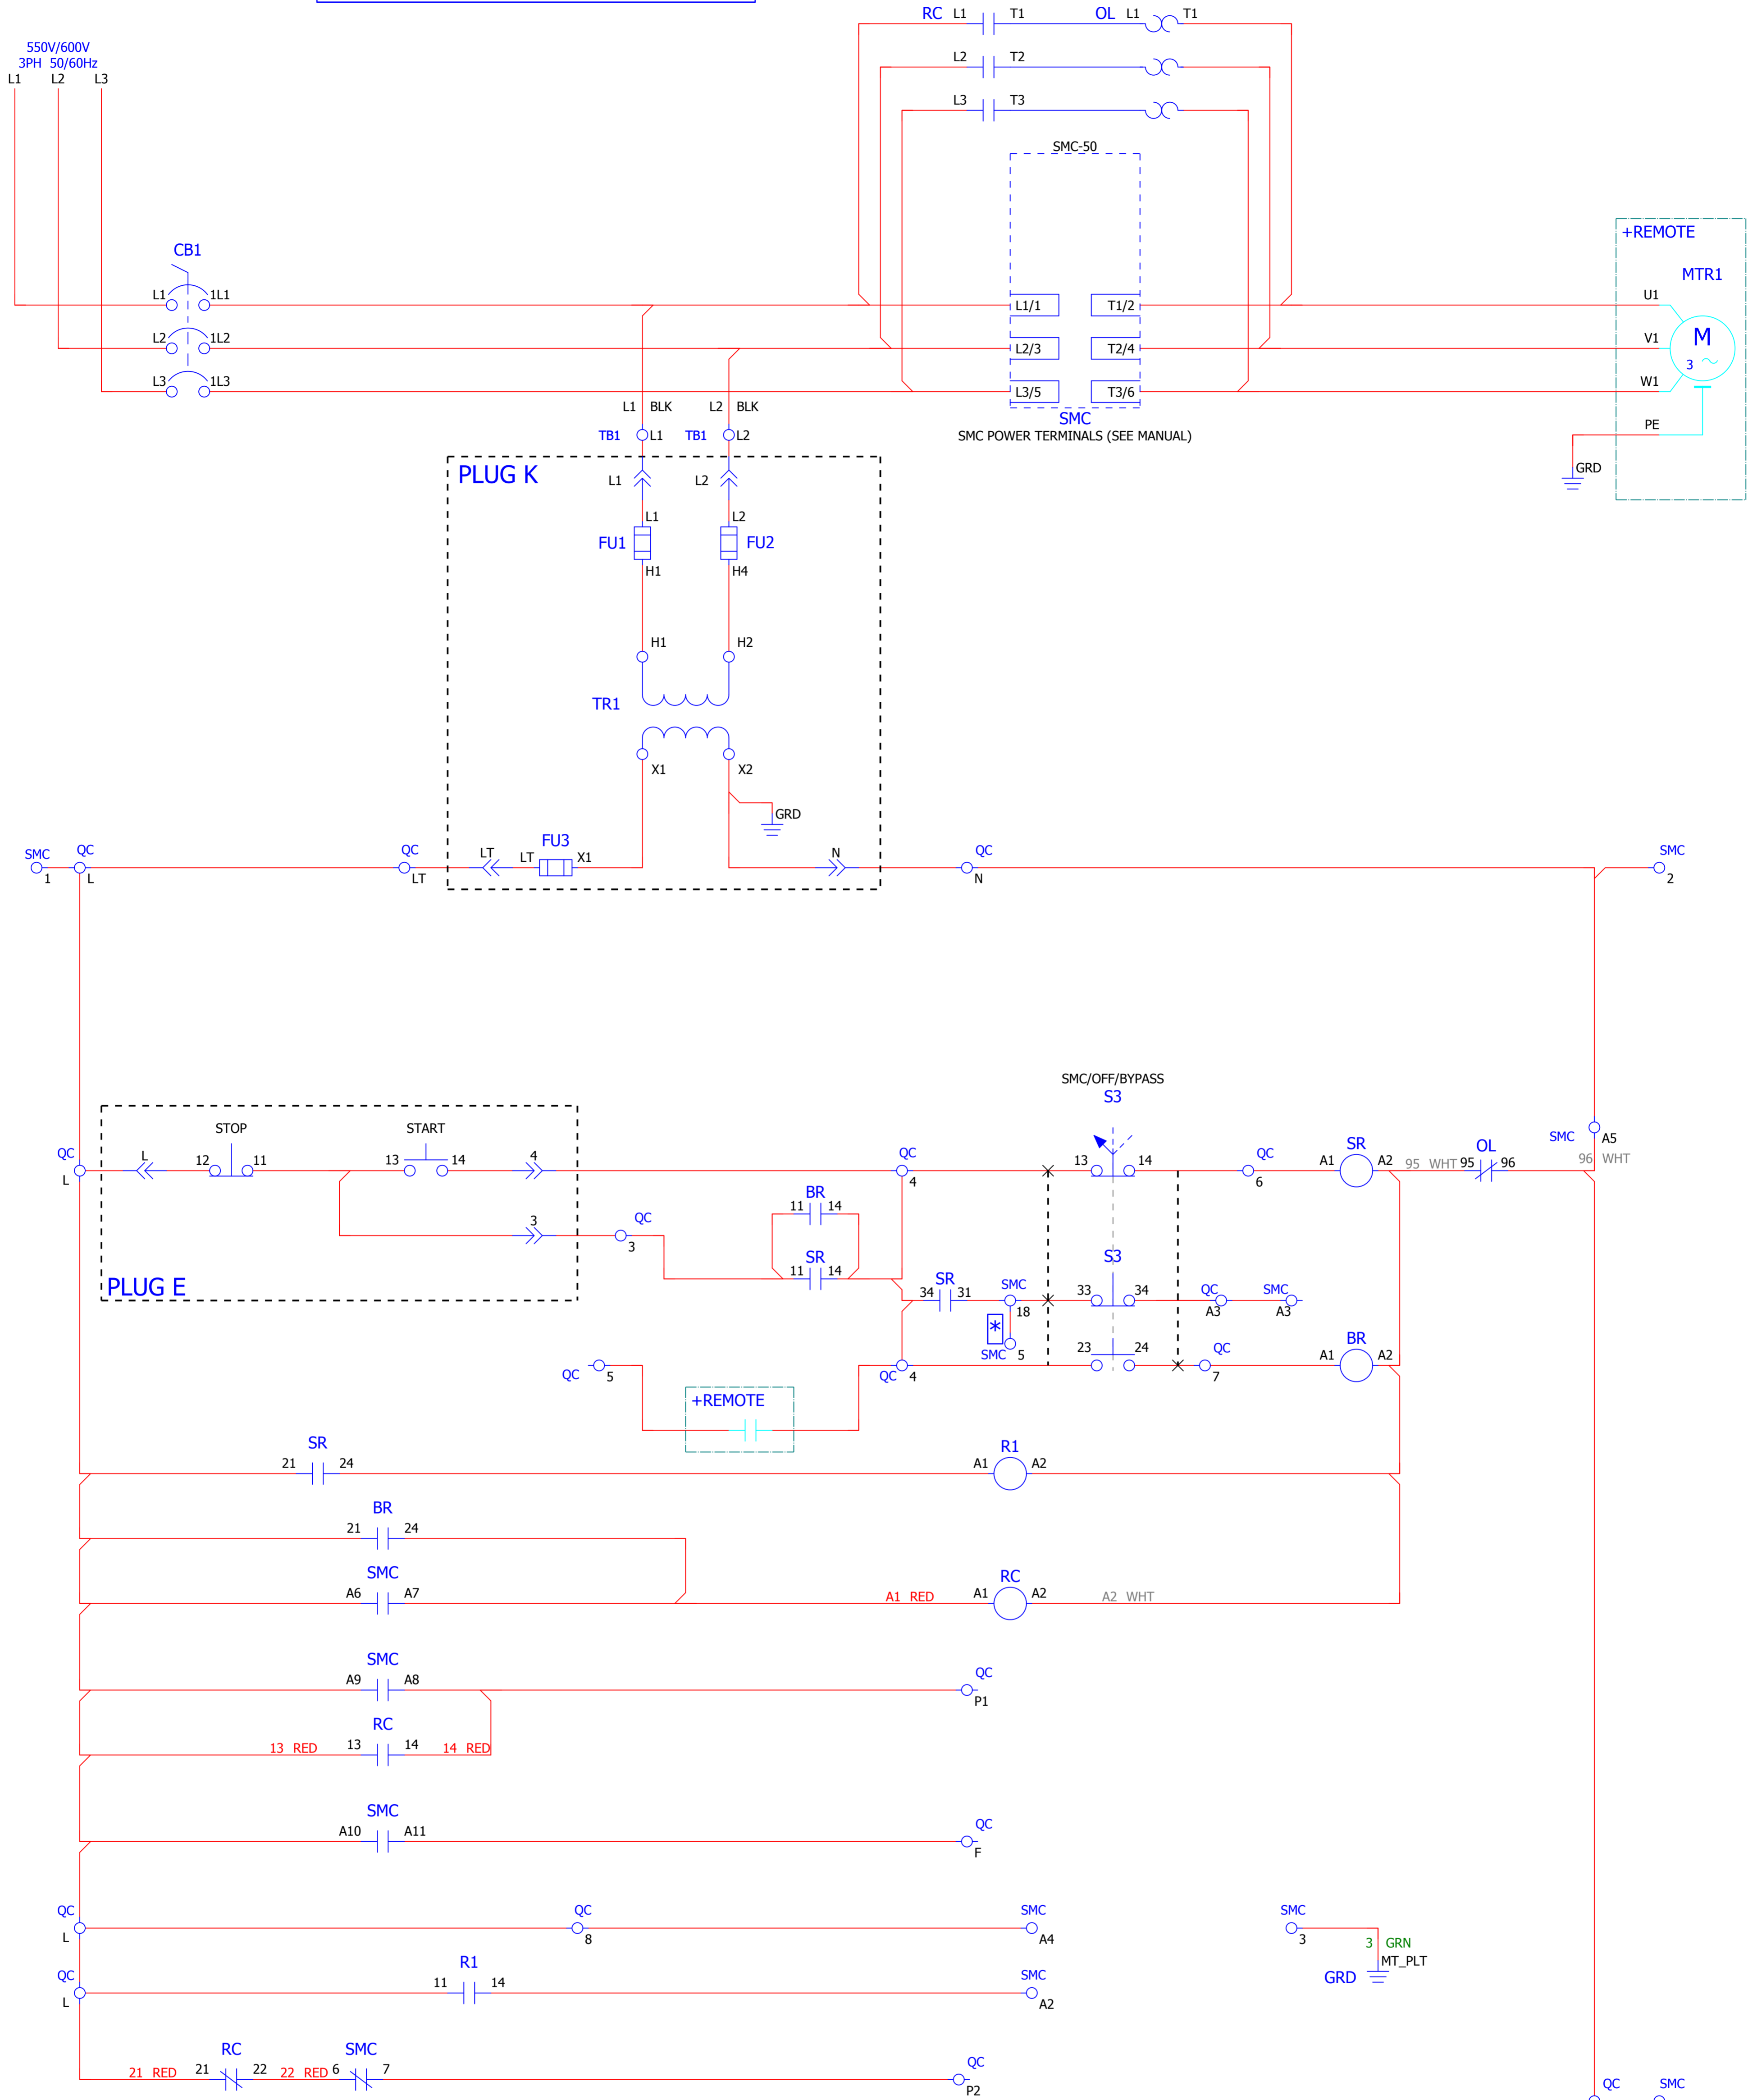 RC L1 T1 OL L1 T1
550V/600V
3PH 50/60Hz
L1 L2 L3
L2 T2
L3 T3
SMC-50
+REMOTE
MTR1
CB1
L1 1L1 L1/1 T1/2 U1
L2 1L2 L2/3 T2/4 V1
M
3
L3 1L3 L3/5 T3/6 W1
L1 BLK L2 BLK
SMC
TB1 L1 TB1 L2
SMC POWER TERMINALS (SEE MANUAL)
PE
GRD
PLUG K
L1 L2
L1 L2
FU1 FU2
H1 H4
H1 H2
TR1
X1 X2
GRD
SMC QC QC FU3 QC SMC
LT LT X1 N
1 L LT N 2
SMC/OFF/BYPASS
S3
STOP START
SMC A5
QC L 12 11 13 14 4 QC 13 14 QC SR A1 A2 95 WHT 95 OL 96 96 WHT
L 4 6
BR
11 14
3 QC
3
SR
11 14
S3
PLUG E
SR
34 31 SMC 33 34 QC SMC
18 A3 A3
*
SMC 5
23 24 QC BR A1 A2
QC 5 QC 4 7
+REMOTE
SR R1
21 24 A1 A2
BR
21 24
SMC RC
A6 A7 A1 RED A1 A2 A2 WHT
SMC QC
A9 A8 P1
RC
13 RED 13 14 14 RED
SMC QC
A10 A11 F
QC QC SMC SMC
L 8 A4 3
3 GRN
MT_PLT
GRD
QC R1 SMC
L 11 14 A2
RC SMC QC
21 RED 21 22 22 RED 6 7 P2
QC SMC